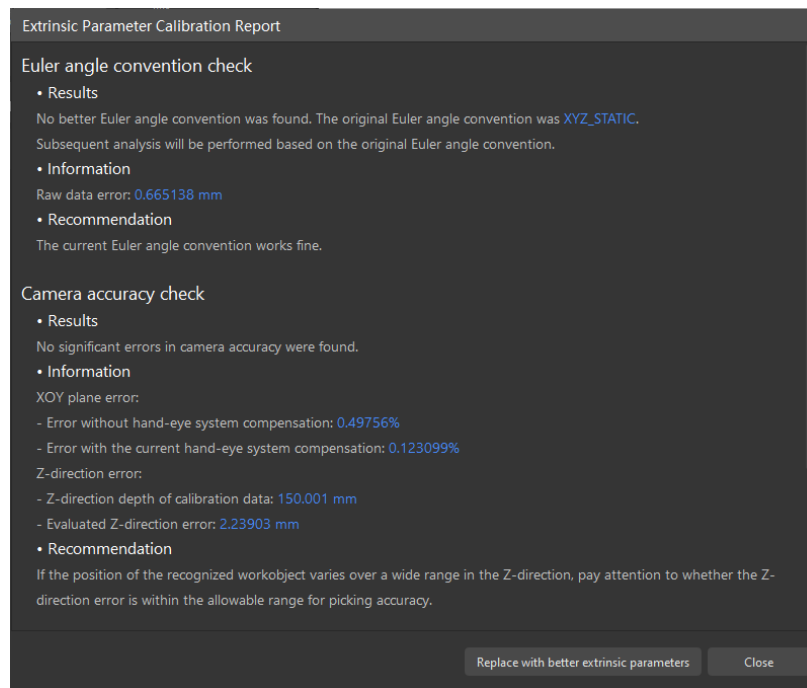 Extrinsic Parameter Calibration Report
Euler angle convention check
• Results
No better Euler angle convention was found. The original Euler angle convention was XYZ_STATIC.
Subsequent analysis will be performed based on the original Euler angle convention.
• Information
Raw data error: 0.665138 mm
• Recommendation
The current Euler angle convention works fine.
Camera accuracy check
• Results
No significant errors in camera accuracy were found.
• Information
XOY plane error:
- Error without hand-eye system compensation: 0.49756%
- Error with the current hand-eye system compensation: 0.123099%
Z-direction error:
- Z-direction depth of calibration data: 150.001 mm
- Evaluated Z-direction error: 2.23903 mm
• Recommendation
If the position of the recognized workobject varies over a wide range in the Z-direction, pay attention to whether the Z-
direction error is within the allowable range for picking accuracy.
Replace with better extrinsic parameters
Close